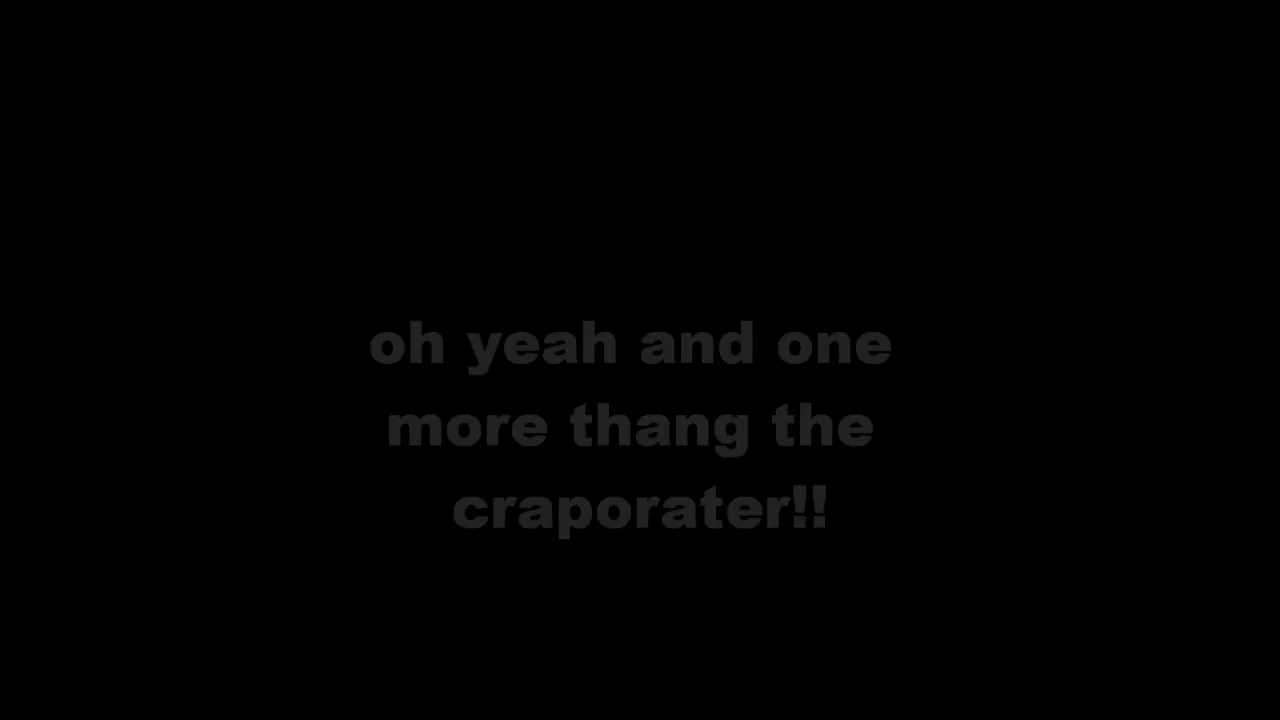 oh yeah and one
more thang the
craporater!!